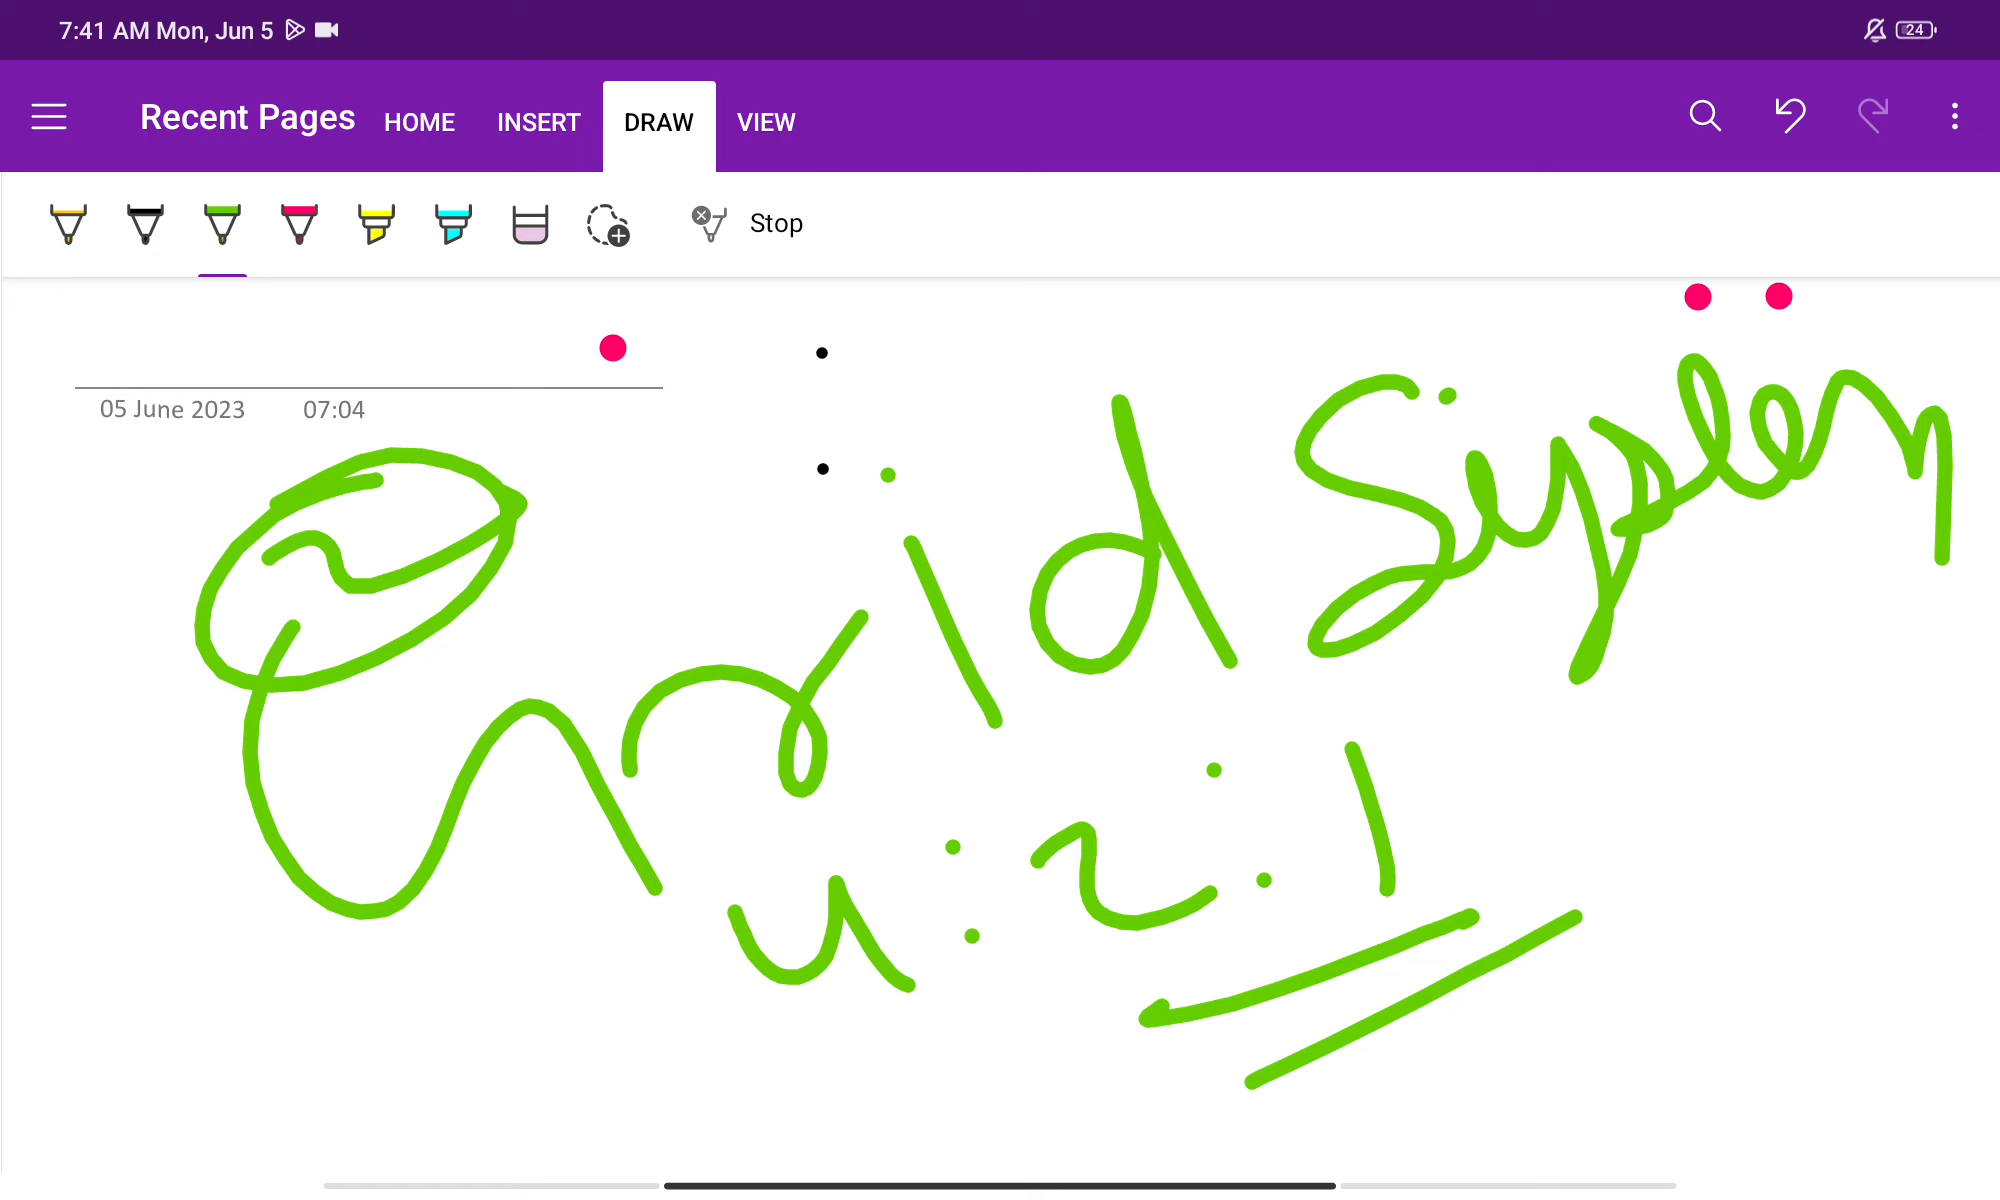 7:41 AM Mon, Jun 5 24
Recent Pages HOME INSERT DRAW VIEW
Stop
05 June 2023 07:04
Grid System
4:2:1